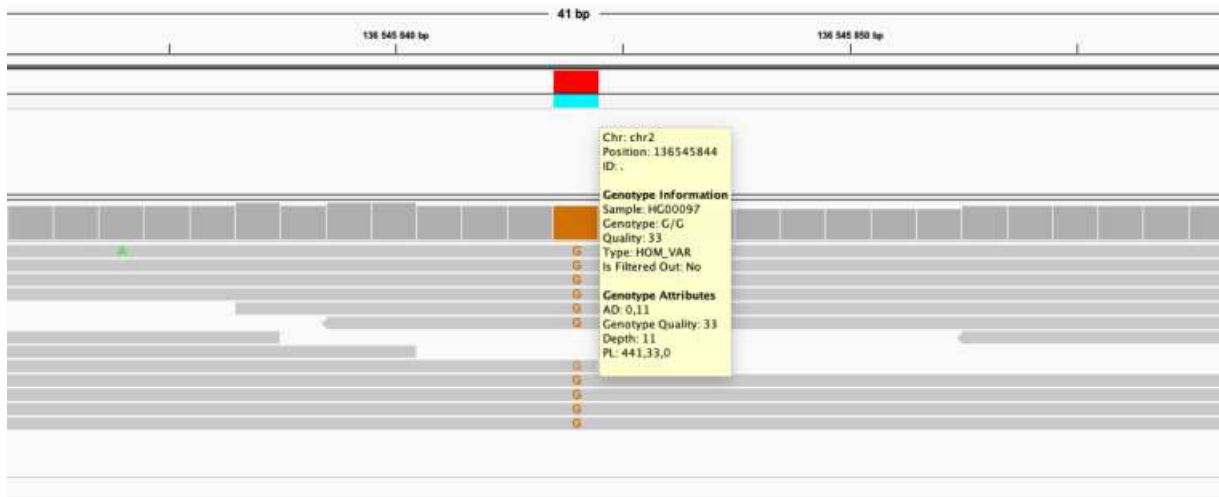 41 bp
136 545 840 bp
136 545 850 bp
Chr: chr2
Position: 136545844
ID: .
Genotype Information
Sample: HG00097
Genotype: G/G
Quality: 33
Type: HOM_VAR
Is Filtered Out: No
Genotype Attributes
AD: 0,11
Genotype Quality: 33
Depth: 11
PL: 441,33,0
A
G
G
G
G
G
G
G
G
G
G
G